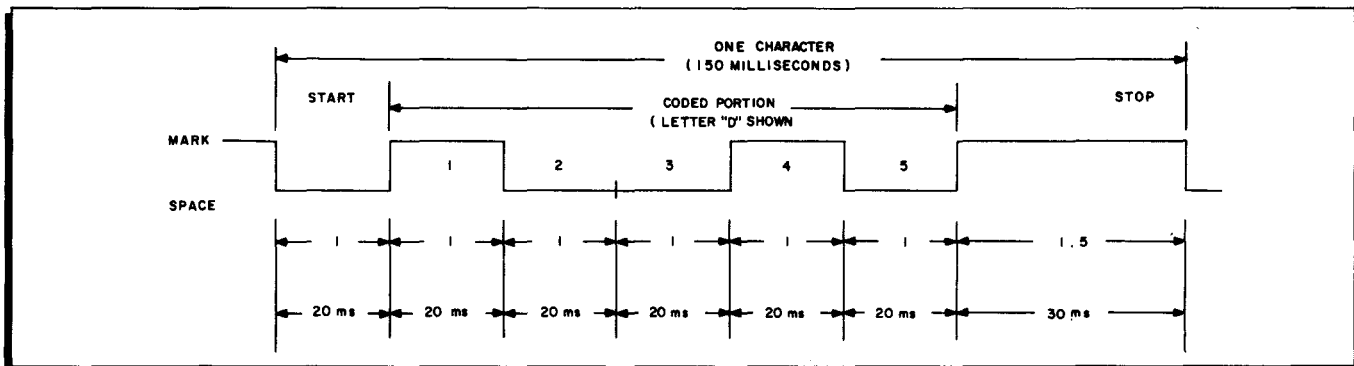 ONE CHARACTER
(150 MILLISECONDS)
START
CODED PORTION
(LETTER "D" SHOWN
STOP
MARK
1 2 3 4 5
SPACE
1 1 1 1 1 1 1.5
20 ms 20 ms 20 ms 20 ms 20 ms 20 ms 30 ms